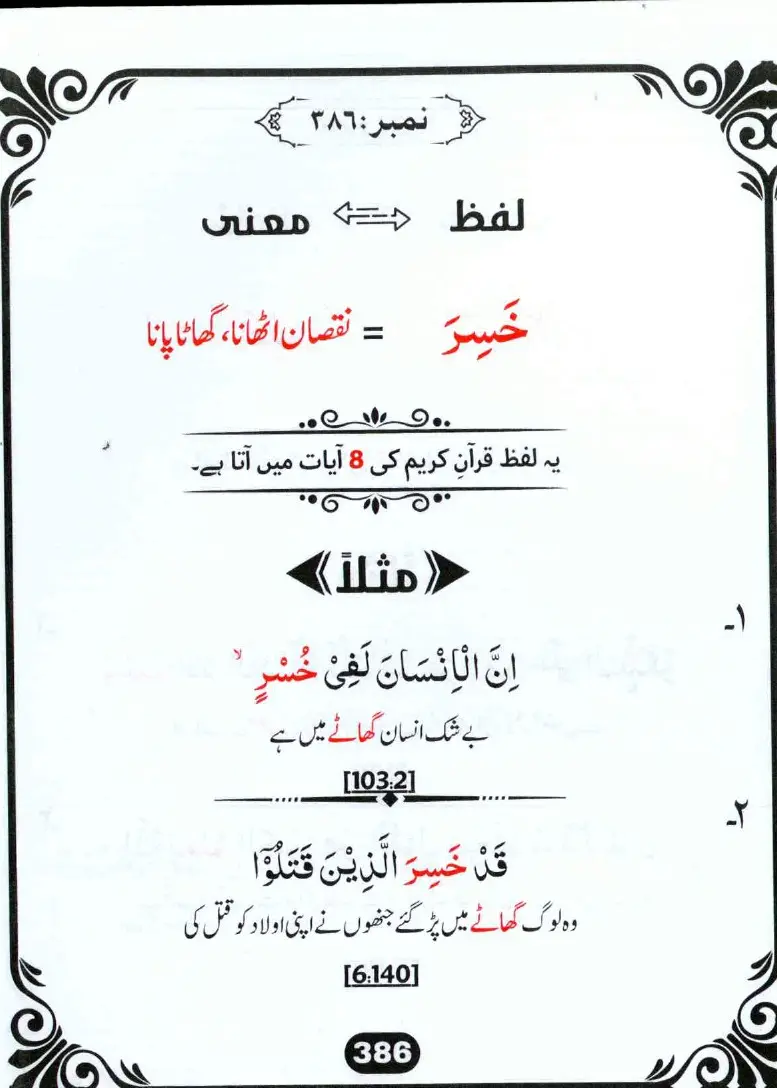 نمبر:۳۸٦
لفظ ⇐⇒ معنی
خَسِرَ = نقصان اٹھانا، گھاٹا پانا
یہ لفظ قرآنِ کریم کی 8 آیات میں آتا ہے۔
مثلاً
۱۔
اِنَّ الْاِنْسَانَ لَفِیْ خُسْرٍ ۙ
بے شک انسان گھاٹے میں ہے
[103:2]
۲۔
قَدْ خَسِرَ الَّذِیْنَ قَتَلُوْۤا
وہ لوگ گھاٹے میں پڑ گئے جنھوں نے اپنی اولاد کو قتل کی
[6:140]
386